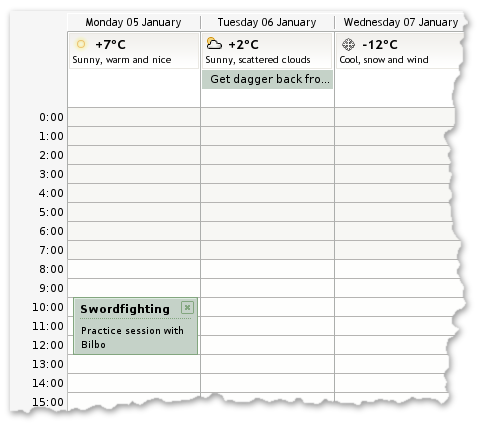 Monday 05 January
Tuesday 06 January
Wednesday 07 January
+7°C
Sunny, warm and nice
+2°C
Sunny, scattered clouds
-12°C
Cool, snow and wind
Get dagger back fro...
0:00
1:00
2:00
3:00
4:00
5:00
6:00
7:00
8:00
9:00
10:00
11:00
12:00
13:00
14:00
15:00
Swordfighting
Practice session with
Bilbo